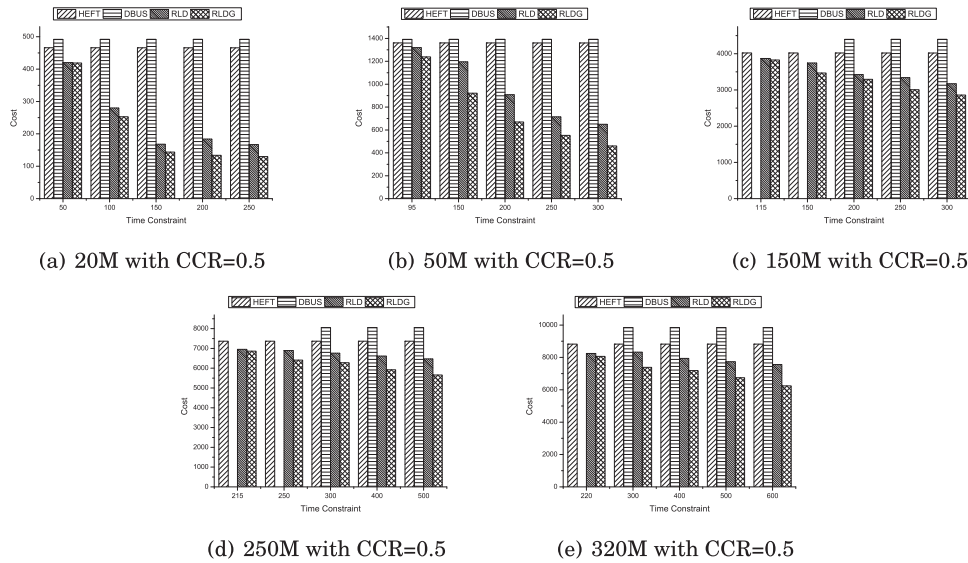 HEFT DBUS RLD RLDG
500
400
300
200
100
0
Cost
50 100 150 200 250
Time Constraint
(a) 20M with CCR=0.5
HEFT DBUS RLD RLDG
1400
1200
1000
800
600
400
200
0
Cost
95 150 200 250 300
Time Constraint
(b) 50M with CCR=0.5
HEFT DBUS RLD RLDG
4000
3000
2000
1000
0
Cost
115 150 200 250 300
Time Constraint
(c) 150M with CCR=0.5
HEFT DBUS RLD RLDG
8000
7000
6000
5000
4000
3000
2000
1000
0
Cost
215 250 300 400 500
Time Constraint
(d) 250M with CCR=0.5
HEFT DBUS RLD RLDG
10000
8000
6000
4000
2000
0
Cost
220 300 400 500 600
Time Constraint
(e) 320M with CCR=0.5